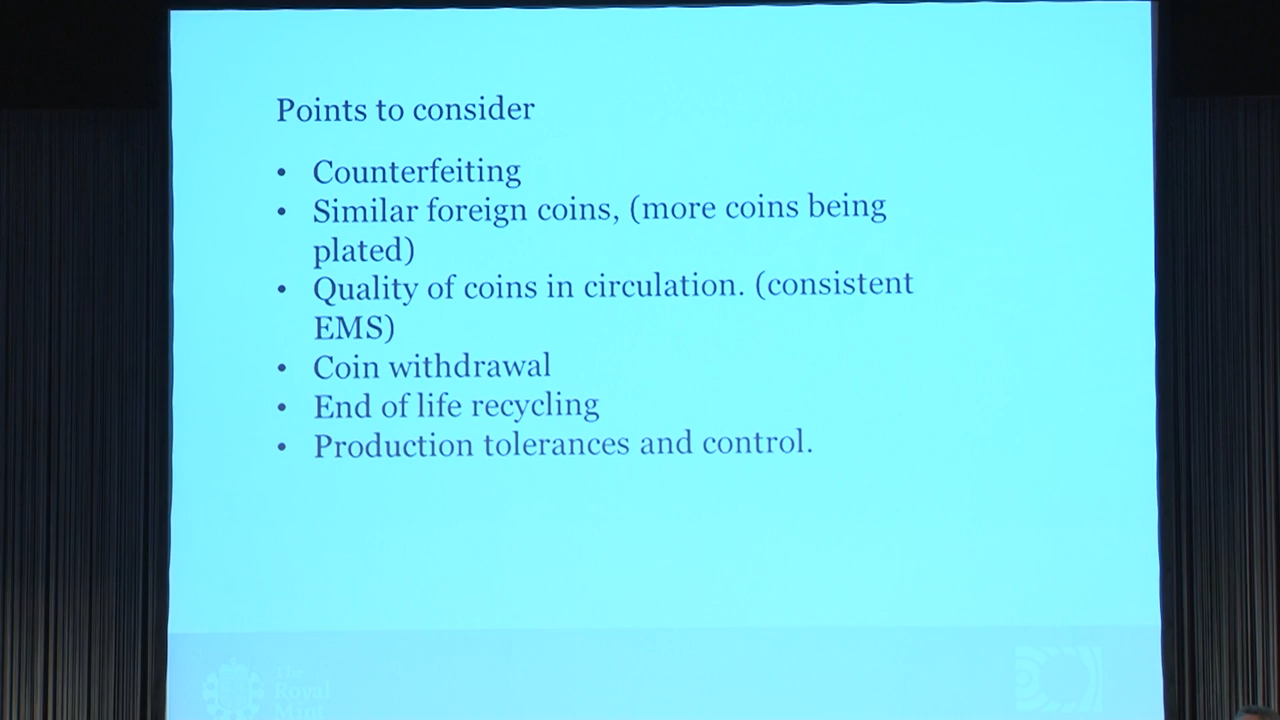 Points to consider
• Counterfeiting
• Similar foreign coins, (more coins being
plated)
• Quality of coins in circulation. (consistent
EMS)
• Coin withdrawal
• End of life recycling
• Production tolerances and control.
The
Royal
Mint